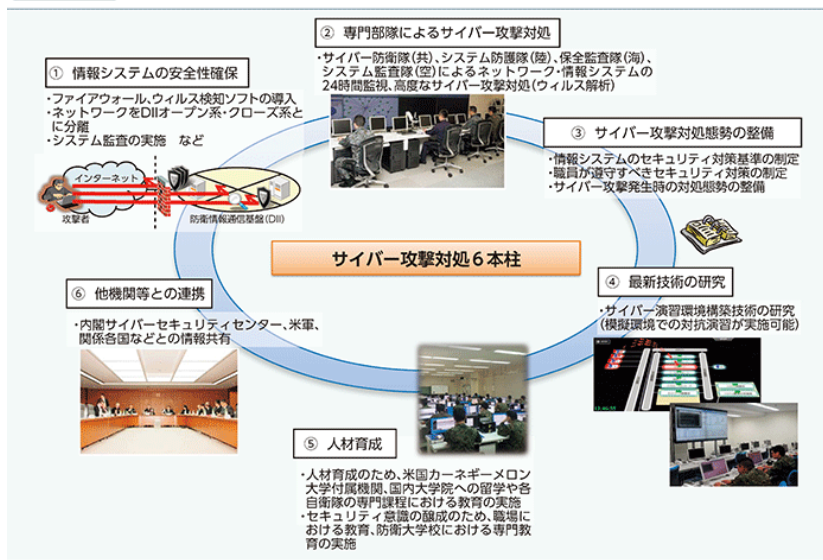 ② 専門部隊によるサイバー攻撃対処
・サイバー防衛隊(共)、システム防護隊(陸)、保全監査隊(海)、
システム監査隊(空)によるネットワーク・情報システムの
24時間監視、高度なサイバー攻撃対処(ウィルス解析)
① 情報システムの安全性確保
・ファイアウォール、ウィルス検知ソフトの導入
・ネットワークをDIIオープン系・クローズ系と
に分離
・システム監査の実施 など
インターネット
攻撃者
防衛情報通信基盤(DII)
③ サイバー攻撃対処態勢の整備
・情報システムのセキュリティ対策基準の制定
・職員が遵守すべきセキュリティ対策の制定
・サイバー攻撃発生時の対処態勢の整備
サイバー攻撃対処6本柱
④ 最新技術の研究
・サイバー演習環境構築技術の研究
(模擬環境での対抗演習が実施可能)
⑥ 他機関等との連携
・内閣サイバーセキュリティセンター、米軍、
関係各国などとの情報共有
⑤ 人材育成
・人材育成のため、米国カーネギーメロン
大学付属機関、国内大学院への留学や各
自衛隊の専門課程における教育の実施
・セキュリティ意識の醸成のため、職場に
おける教育、防衛大学校における専門教
育の実施